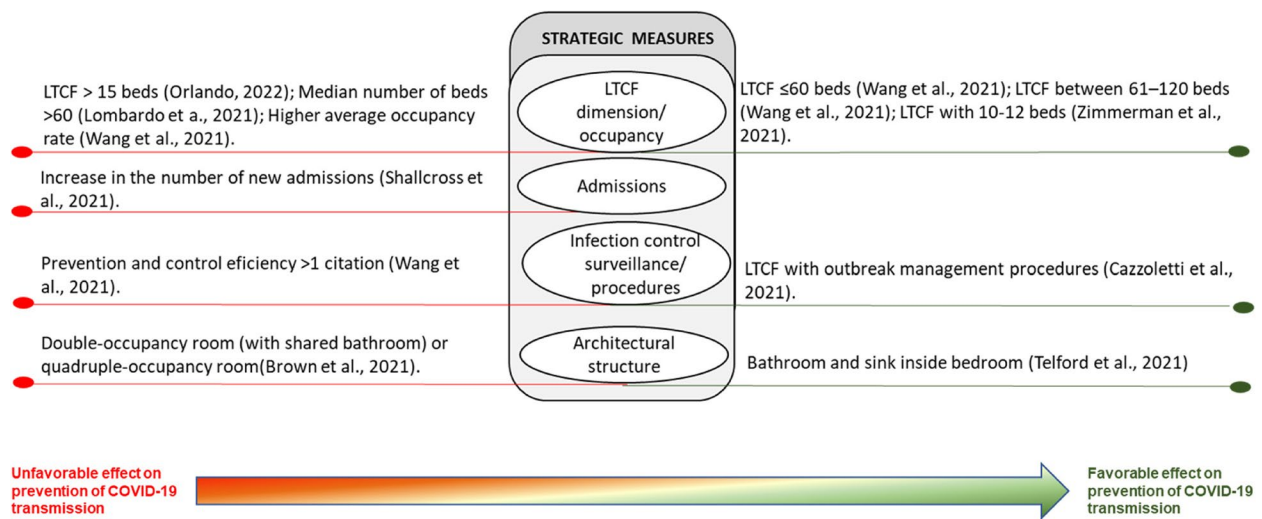 STRATEGIC MEASURES
LTCF > 15 beds (Orlando, 2022); Median number of beds
>60 (Lombardo et a., 2021); Higher average occupancy
rate (Wang et al., 2021).
LTCF
dimension/
occupancy
LTCF ≤60 beds (Wang et al., 2021); LTCF between 61–120 beds
(Wang et al., 2021); LTCF with 10-12 beds (Zimmerman et al.,
2021).
Increase in the number of new admissions (Shallcross et
al., 2021).
Admissions
Prevention and control eficiency >1 citation (Wang et
al., 2021).
Infection control
surveillance/
procedures
LTCF with outbreak management procedures (Cazzoletti et al.,
2021).
Double-occupancy room (with shared bathroom) or
quadruple-occupancy room(Brown et al., 2021).
Architectural
structure
Bathroom and sink inside bedroom (Telford et al., 2021)
Unfavorable effect on
prevention of COVID-19
transmission
Favorable effect on
prevention of COVID-19
transmission